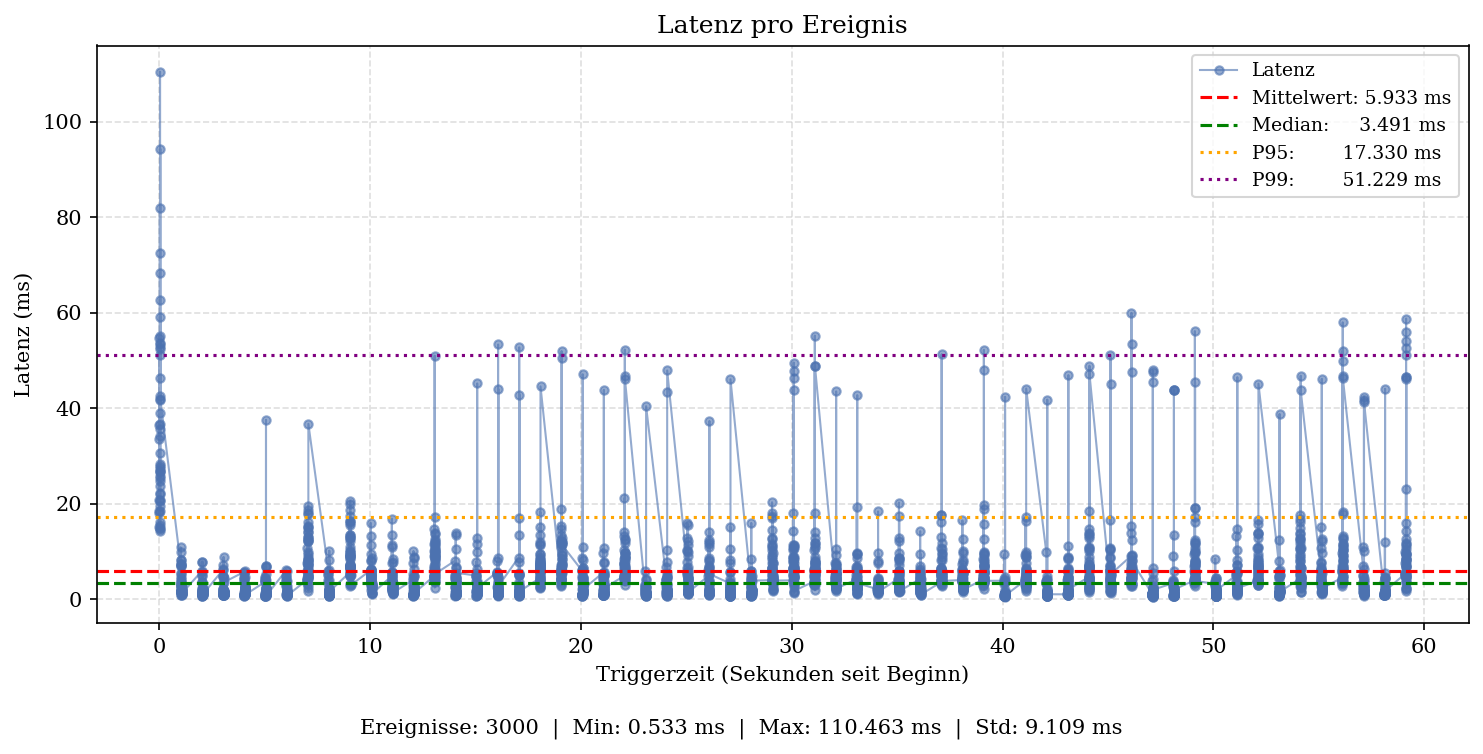 Latenz pro Ereignis
Latenz
Mittelwert: 5.933 ms
Median: 3.491 ms
P95: 17.330 ms
P99: 51.229 ms
Latenz (ms)
100
80
60
40
20
0
0 10 20 30 40 50 60
Triggerzeit (Sekunden seit Beginn)
Ereignisse: 3000 | Min: 0.533 ms | Max: 110.463 ms | Std: 9.109 ms